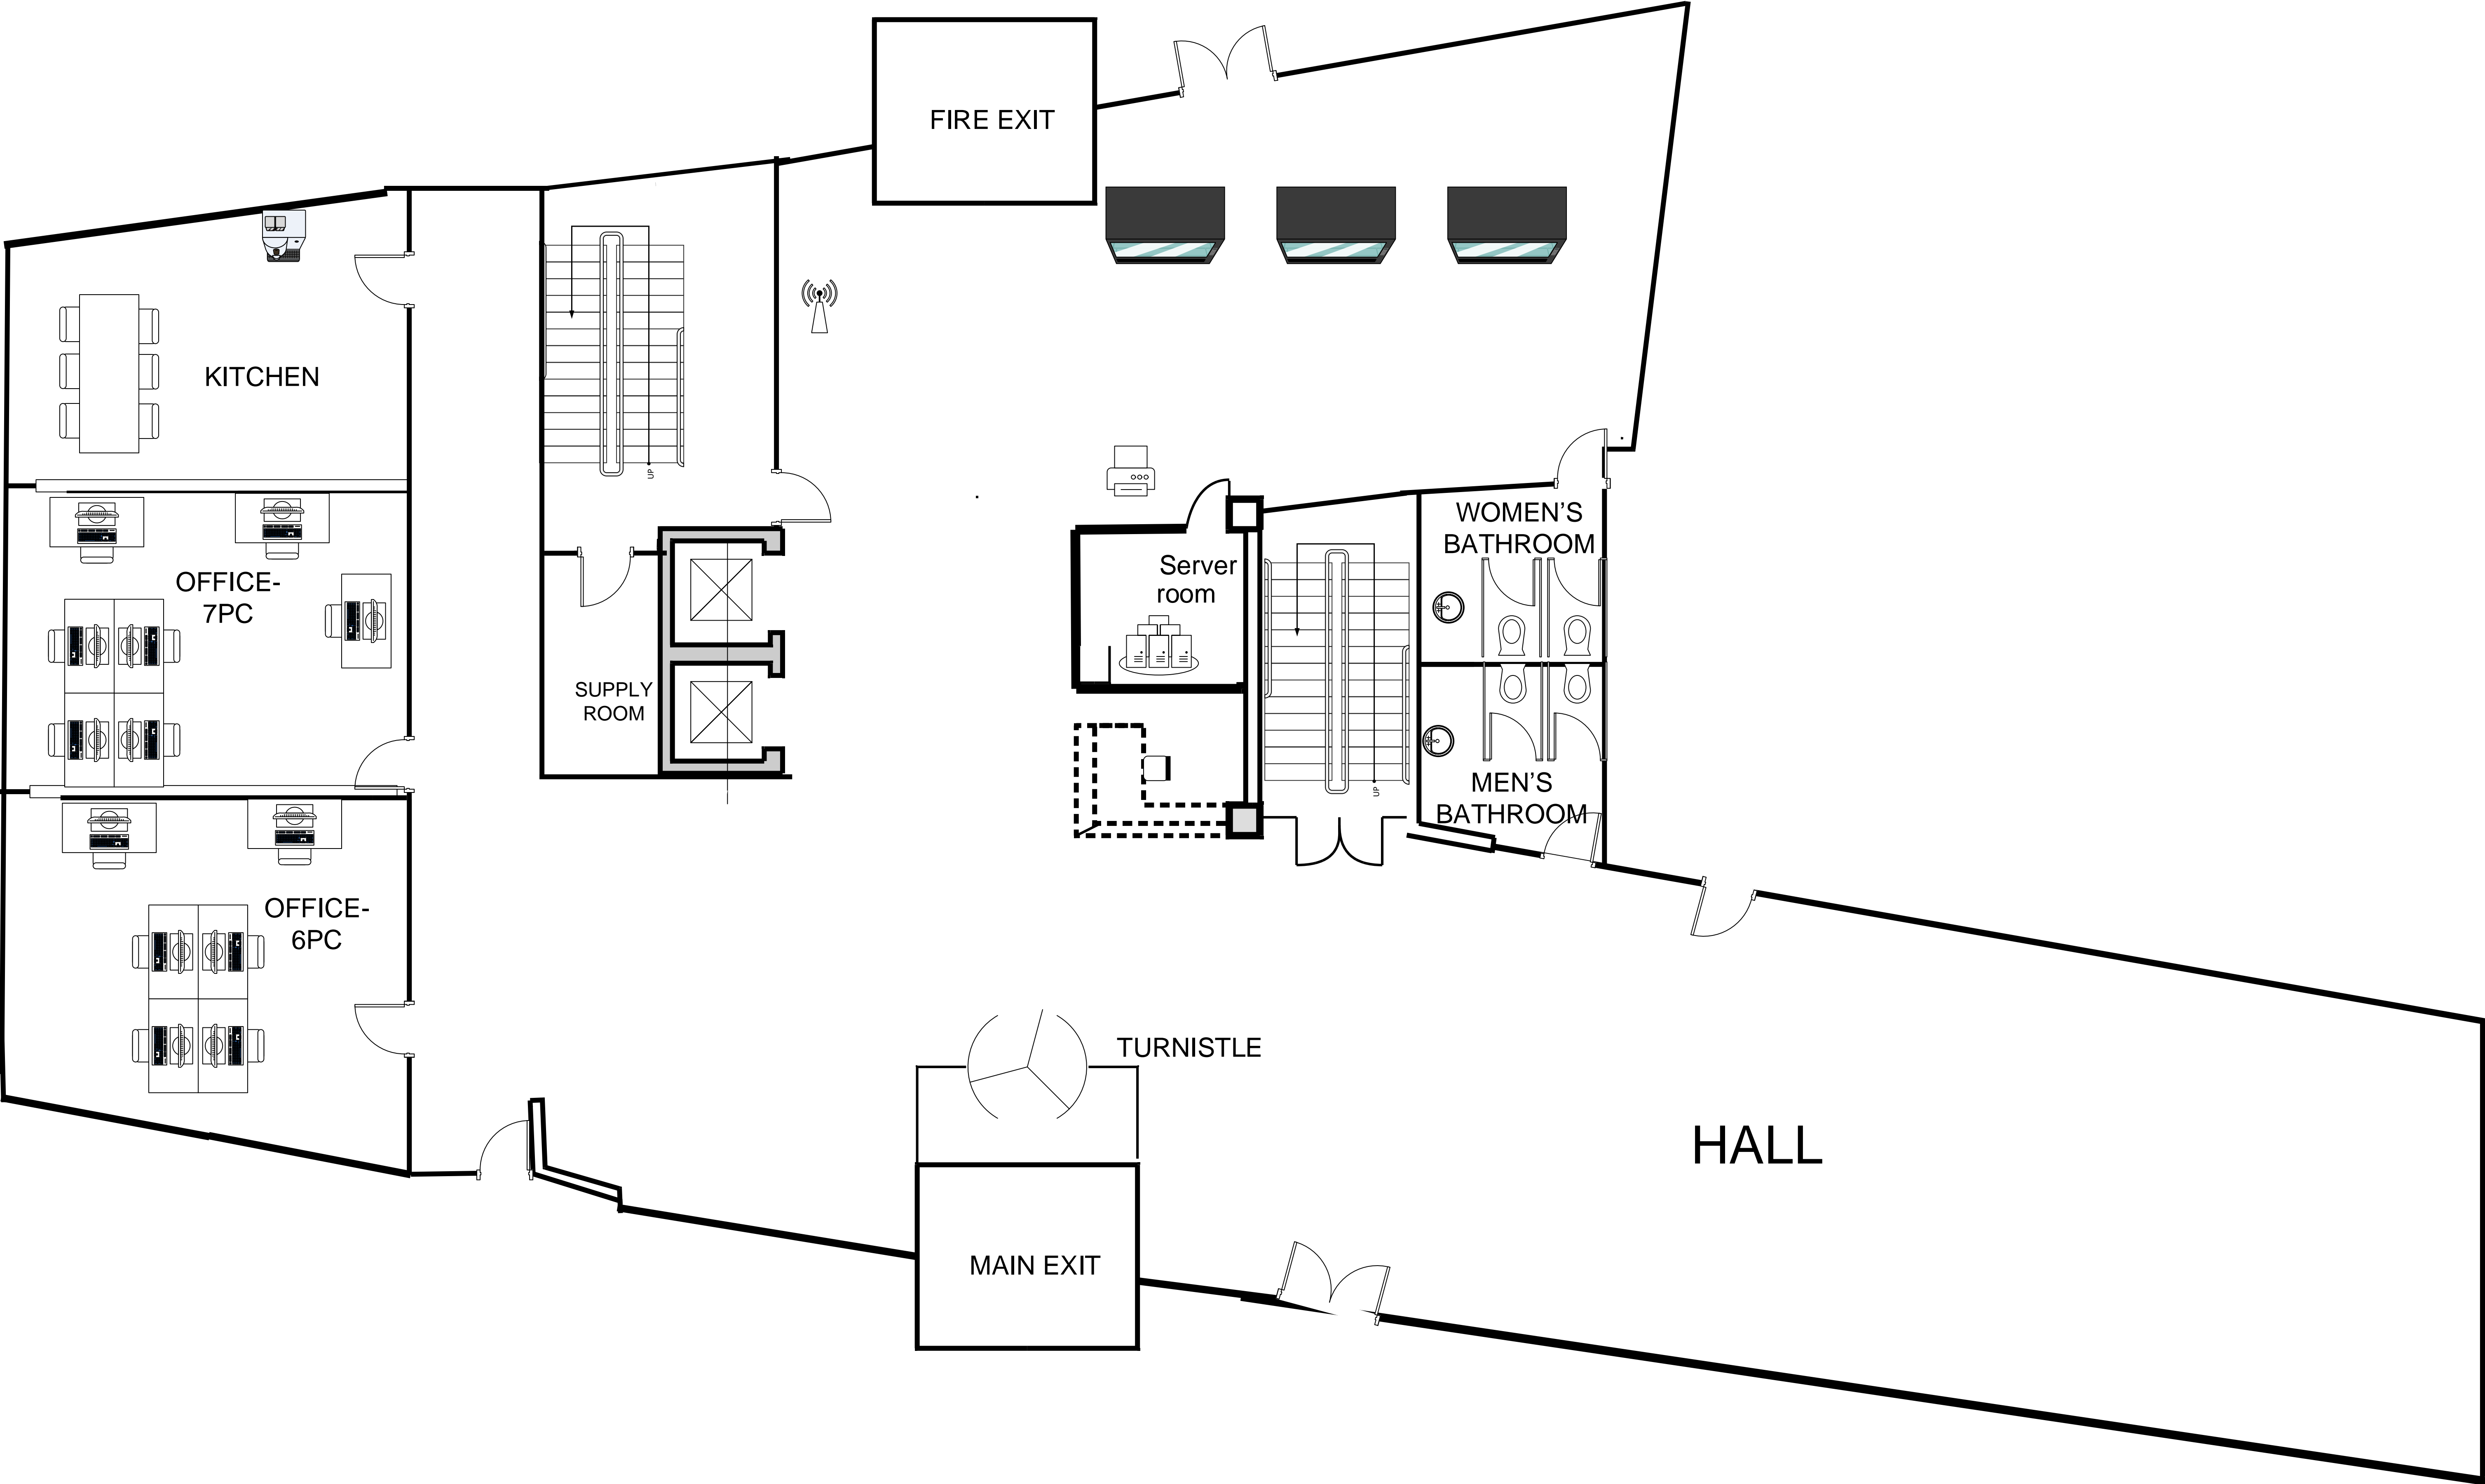 FIRE EXIT
KITCHEN
UP
WOMEN'S
BATHROOM
Server
room
OFFICE-
7PC
SUPPLY
ROOM
UP
MEN'S
BATHROOM
OFFICE-
6PC
TURNISTLE
HALL
MAIN EXIT